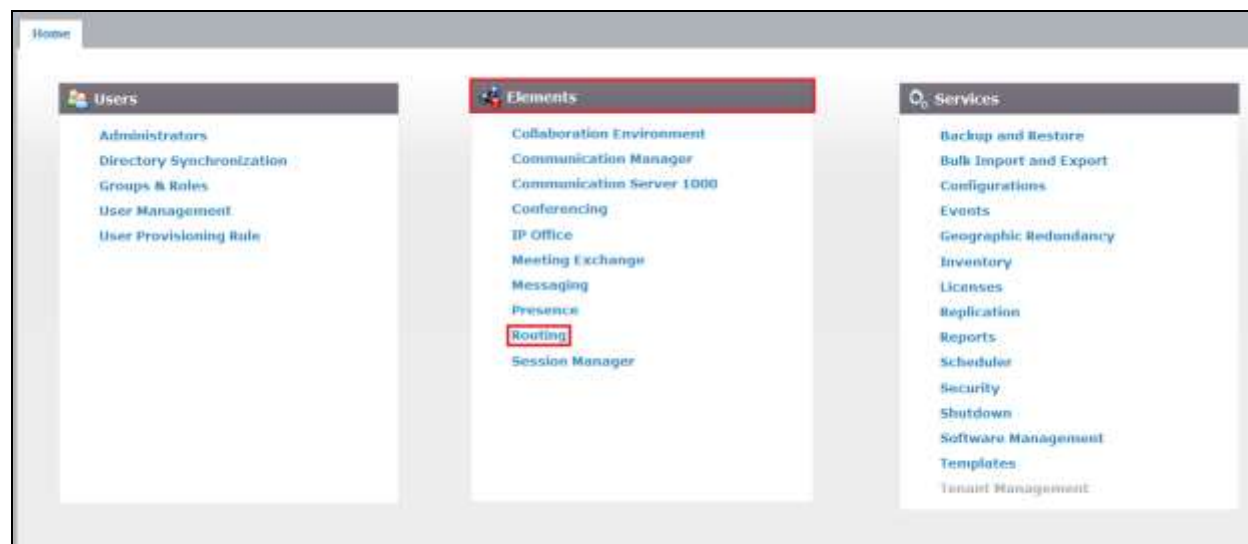 Home
Users
Administrators
Directory Synchronization
Groups & Roles
User Management
User Provisioning Rule
Elements
Collaboration Environment
Communication Manager
Communication Server 1000
Conferencing
IP Office
Meeting Exchange
Messaging
Presence
Routing
Session Manager
Services
Backup and Restore
Bulk Import and Export
Configurations
Events
Geographic Redundancy
Inventory
Licenses
Replication
Reports
Scheduler
Security
Shutdown
Software Management
Templates
Tenant Management